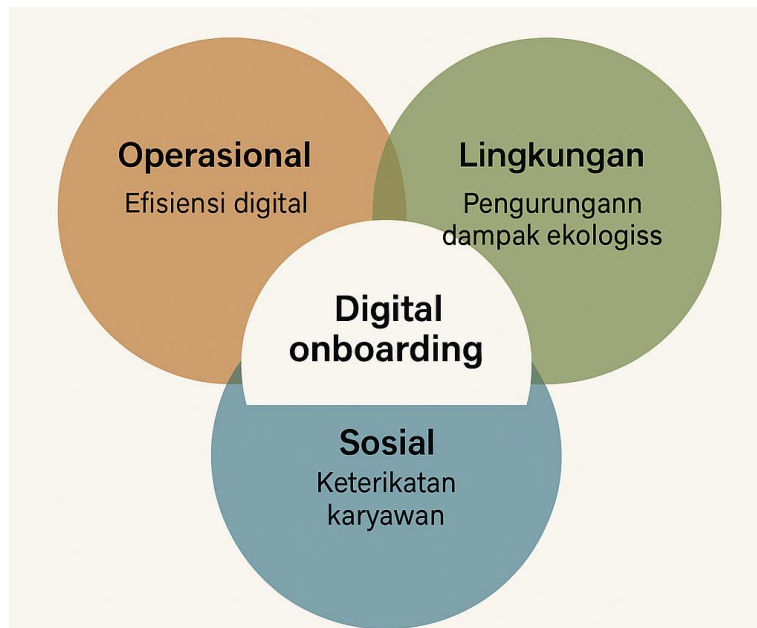 Operasional
Efisiensi digital
Lingkungan
Pengurungann
dampak ekologiss
Digital
onboarding
Sosial
Keterikatan
karyawan